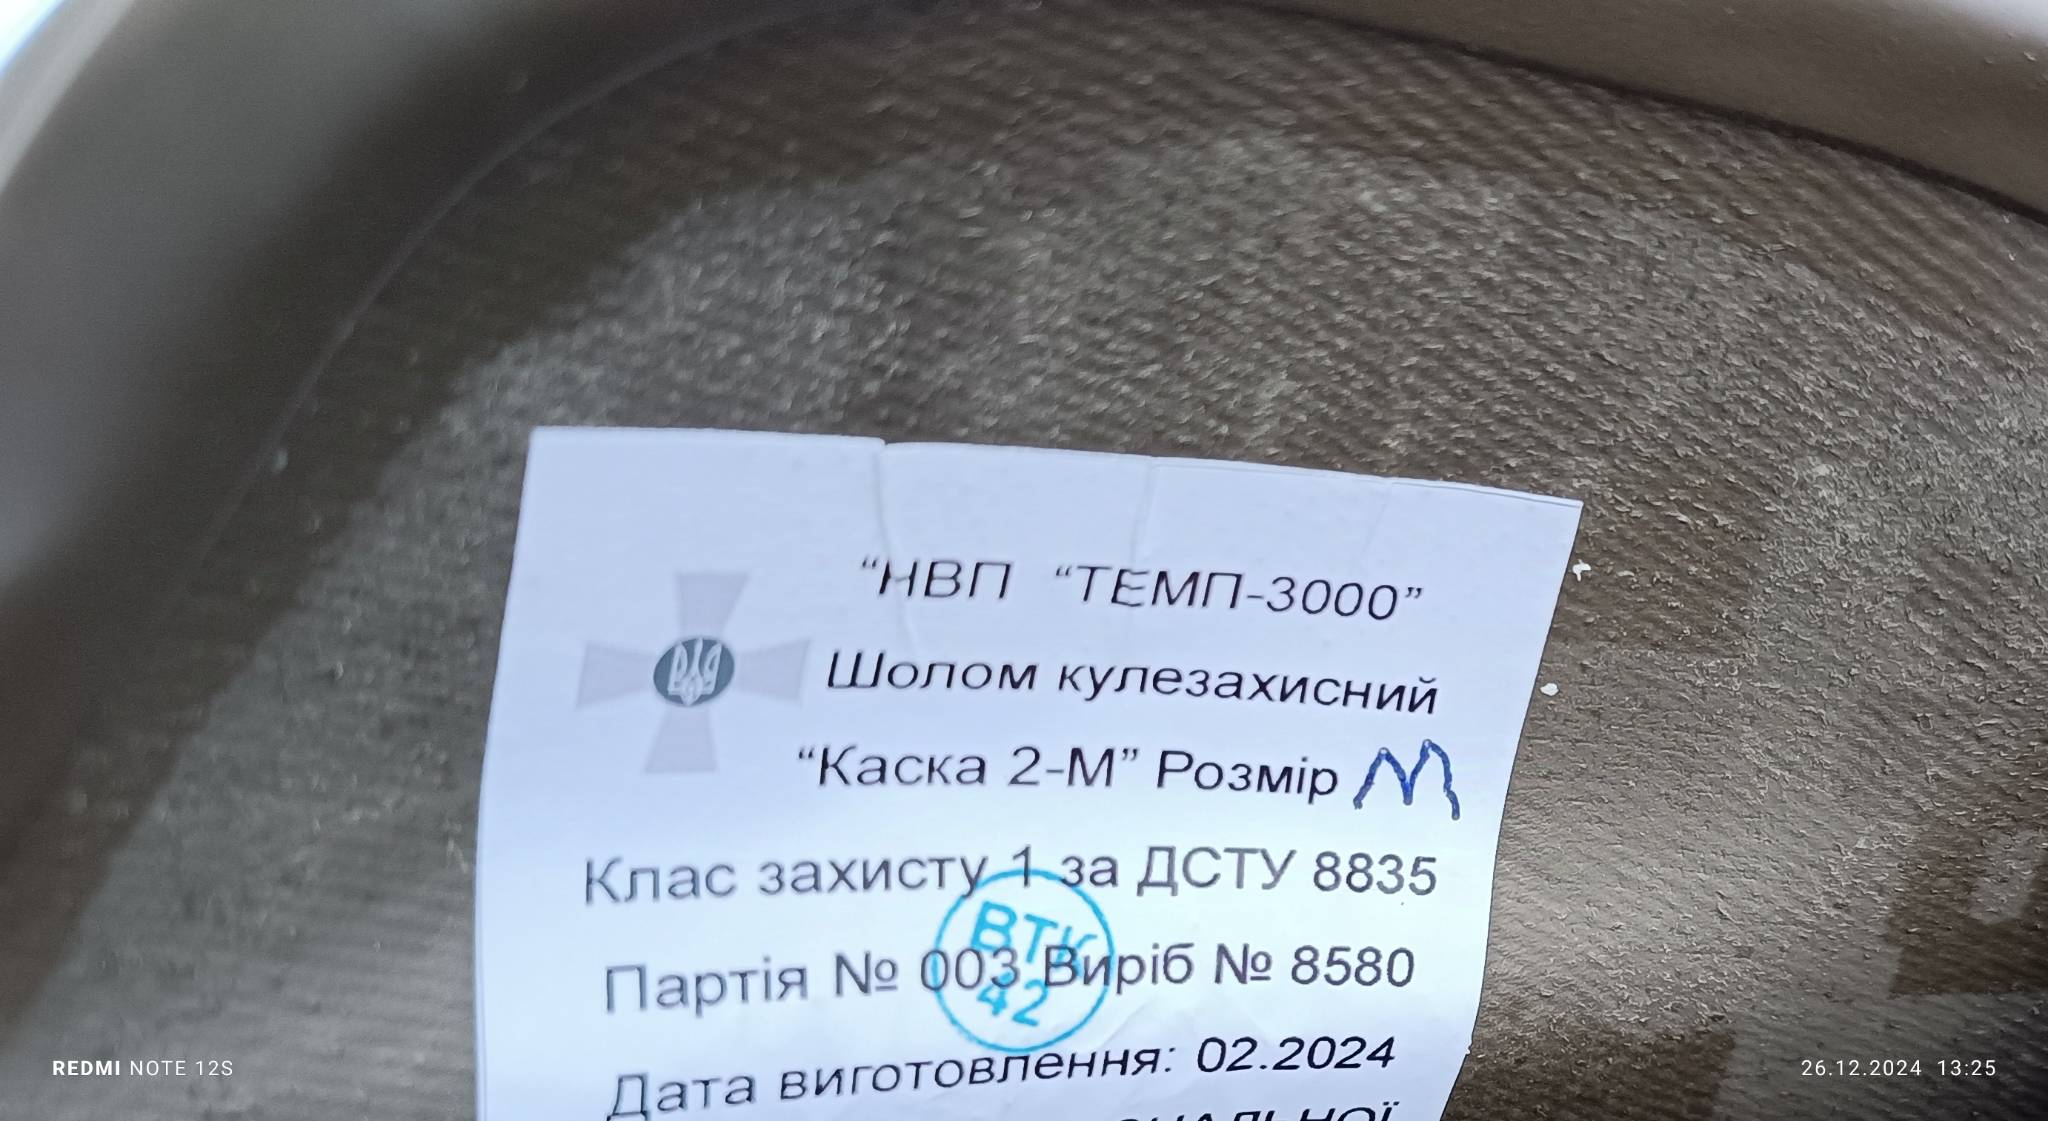 “НВП “ТЕМП-3000”
Шолом кулезахисний
“Каска 2-М” Розмір М
Клас захисту 1 за ДСТУ 8835
ВТК
42
Партія № 003 Виріб № 8580
Дата виготовлення: 02.2024
REDMI NOTE 12S
26.12.2024 13:25